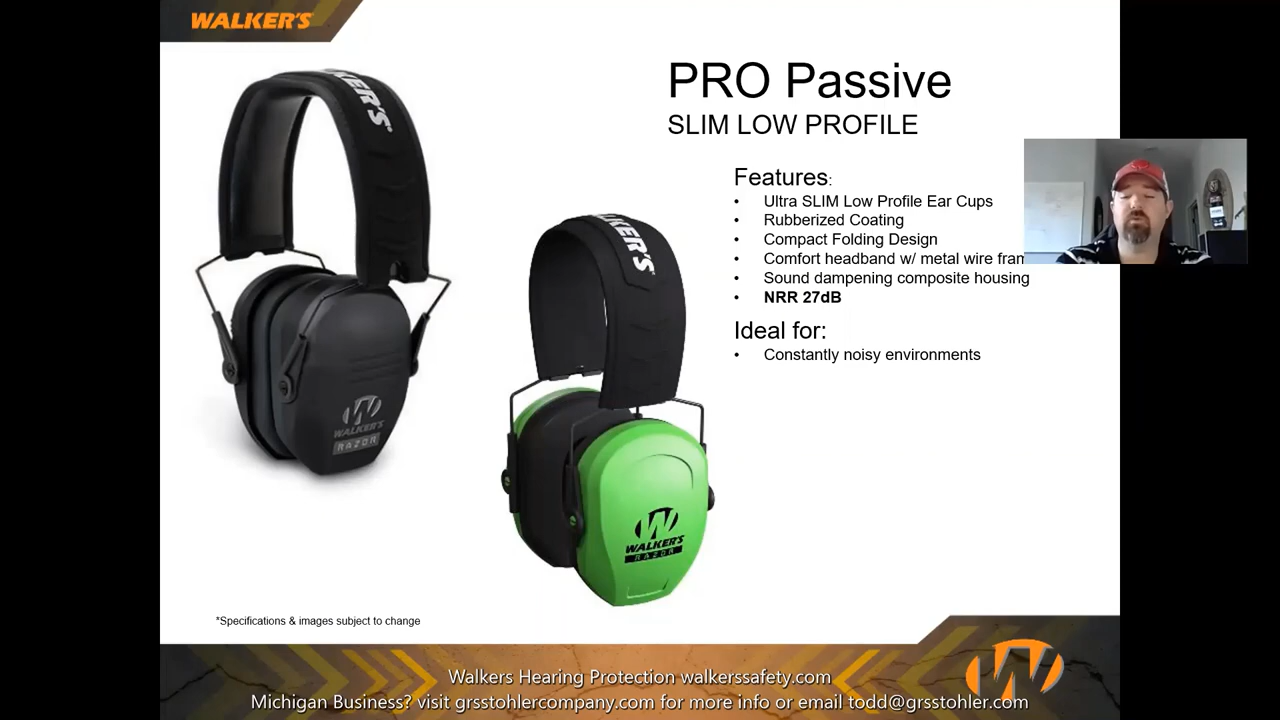 WALKER'S
PRO Passive
SLIM LOW PROFILE
Features:
• Ultra SLIM Low Profile Ear Cups
• Rubberized Coating
• Compact Folding Design
• Comfort headband w/ metal wire fram
• Sound dampening composite housing
• NRR 27dB
Ideal for:
• Constantly noisy environments
LKER'S
W
WALKER'S
RAZOR
LKER'S
W
WALKER'S
RAZOR
*Specifications & images subject to change
W
Walkers Hearing Protection walkerssafety.com
Michigan Business? visit grsstohlercompany.com for more info or email todd@grsstohler.com